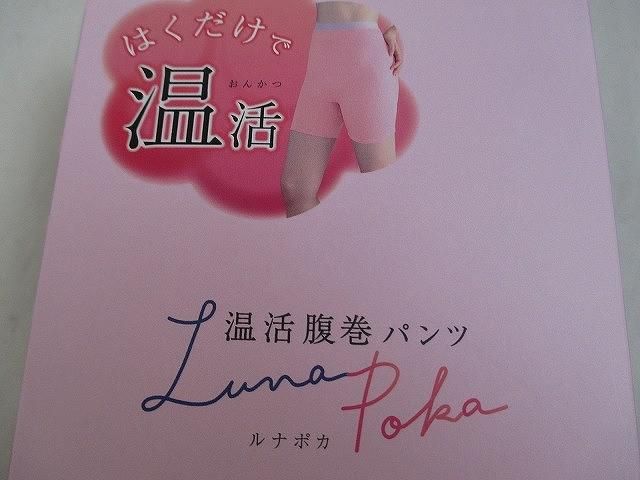 はくだけで
おんかつ
温活
温活腹巻パンツ
Luna Poka
ルナポカ